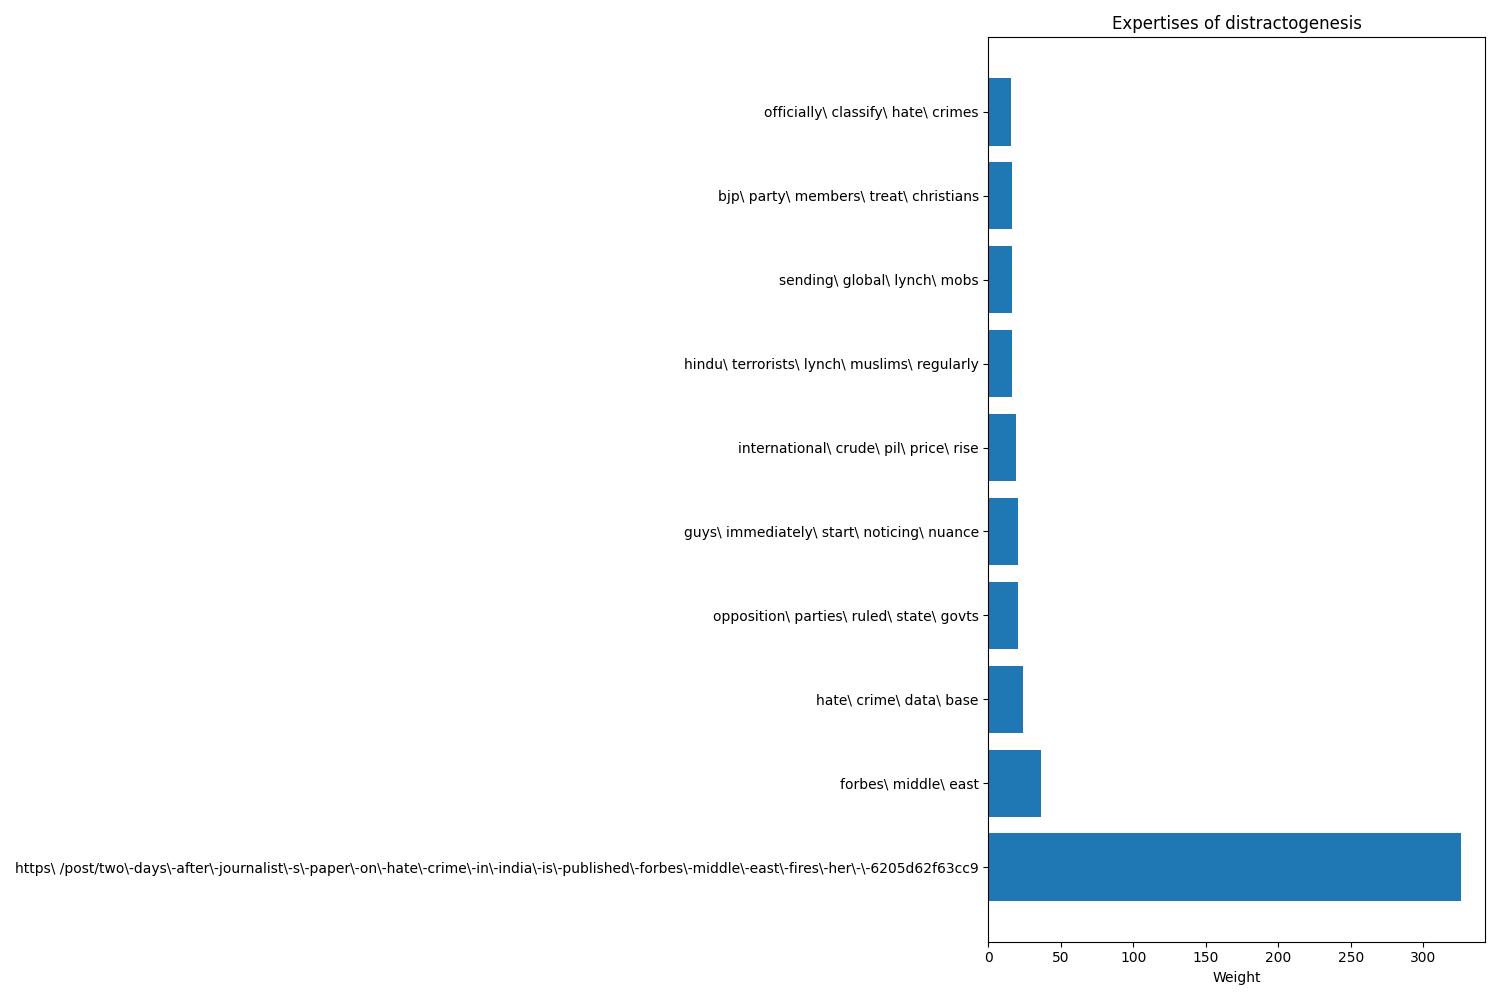 Expertises of distractogenesis
officially\ classify\ hate\ crimes
bjp\ party\ members\ treat\ christians
sending\ global\ lynch\ mobs
hindu\ terrorists\ lynch\ muslims\ regularly
international\ crude\ pil\ price\ rise
guys\ immediately\ start\ noticing\ nuance
opposition\ parties\ ruled\ state\ govts
hate\ crime\ data\ base
forbes\ middle\ east
https\ /post/two\-days\-after\-journalist\-s\-paper\-on\-hate\-crime\-in\-india\-is\-published\-forbes\-middle\-east\-fires\-her\-\-6205d62f63cc9
0 50 100 150 200 250 300
Weight